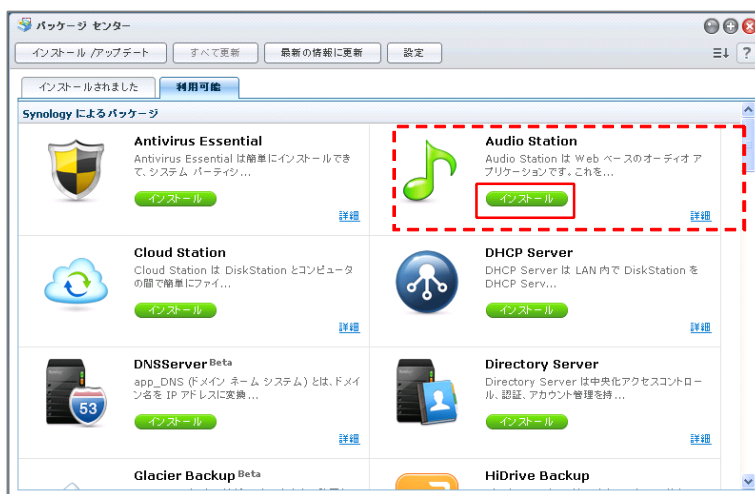 パッケージ センター
インストール /アップデート
すべて更新
最新の情報に更新
設定
?
インストールされました
利用可能
Synology によるパッケージ
Antivirus Essential
Antivirus Essential は簡単にインストールでき
て、システム パーティシ...
インストール
詳細
Audio Station
Audio Station は Web ベースのオーディオ ア
プリケーションです。これを...
インストール
詳細
Cloud Station
Cloud Station は DiskStation とコンピュータ
の間で簡単にファイ...
インストール
詳細
DHCP Server
DHCP Server は LAN 内で DiskStation を
DHCP Serv...
インストール
詳細
53
DNSServer Beta
app_DNS (ドメイン ネーム システム) とは、ドメイ
ン名を IP アドレスに変換...
インストール
詳細
Directory Server
Directory Server は中央化アクセスコントロー
ル、認証、アカウント管理を持...
インストール
詳細
Glacier Backup Beta
HiDrive Backup